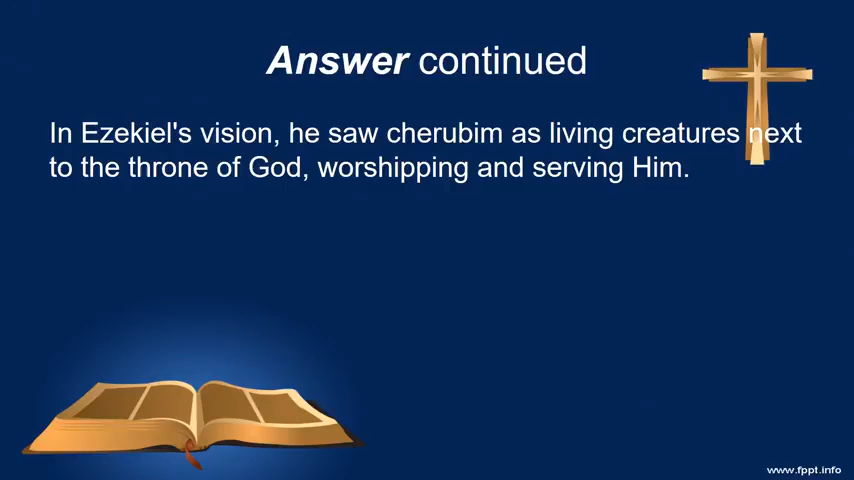 Answer continued
In Ezekiel's vision, he saw cherubim as living creatures next
to the throne of God, worshipping and serving Him.
www.fppt.info